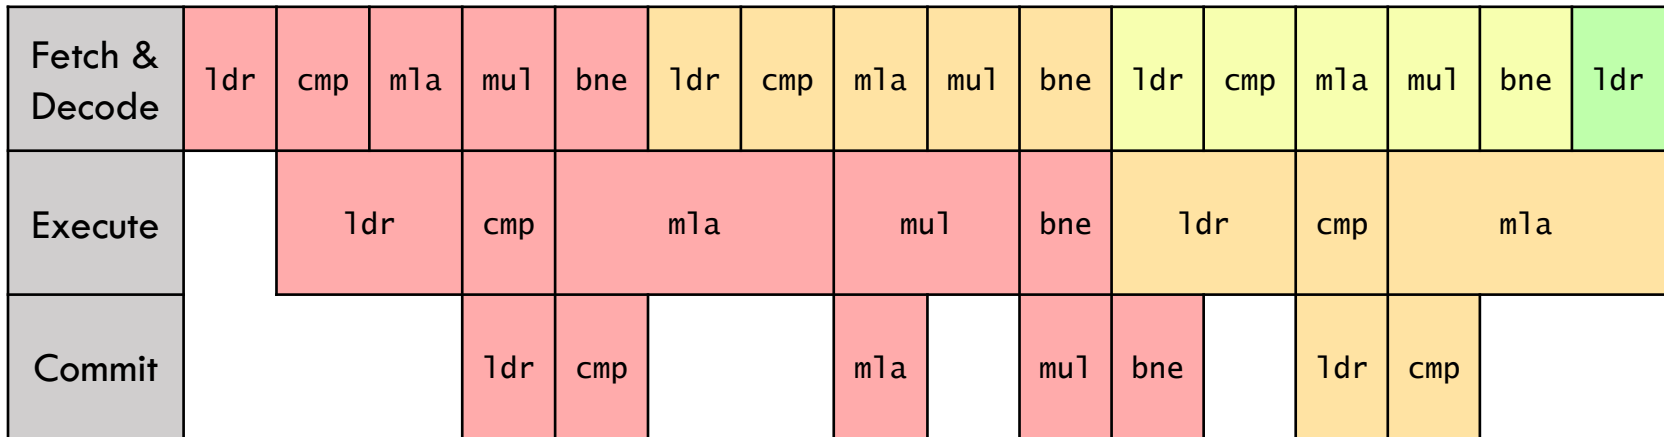 Fetch &
Decode
ldr cmp mla mul bne ldr cmp mla mul bne ldr cmp mla mul bne ldr
Execute ldr cmp mla mul bne ldr cmp mla
Commit ldr cmp mla mul bne ldr cmp